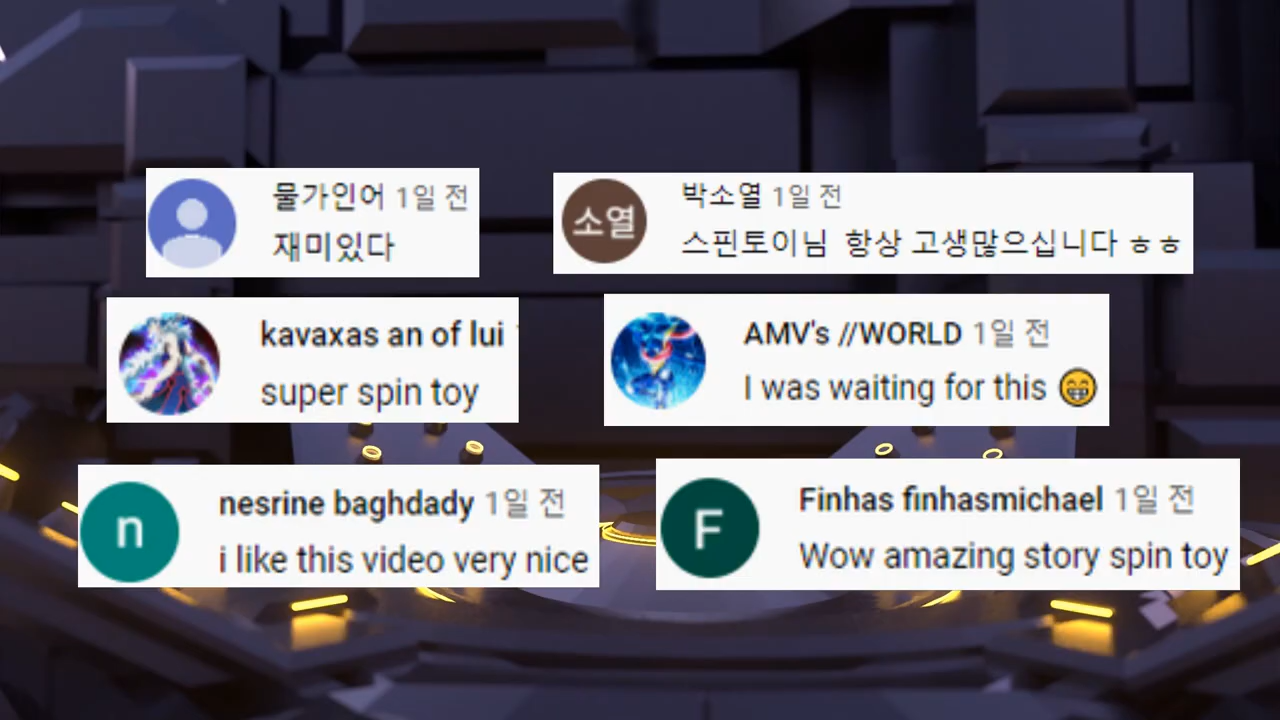 물가인어 1일 전
재미있다
소열
박소열 1일 전
스핀토이님 항상 고생많으십니다 ㅎㅎ
kavaxas an of lui
super spin toy
AMV's //WORLD 1일 전
I was waiting for this 😁
n
nesrine baghdady 1일 전
i like this video very nice
F
Finhas finhasmichael 1일 전
Wow amazing story spin toy